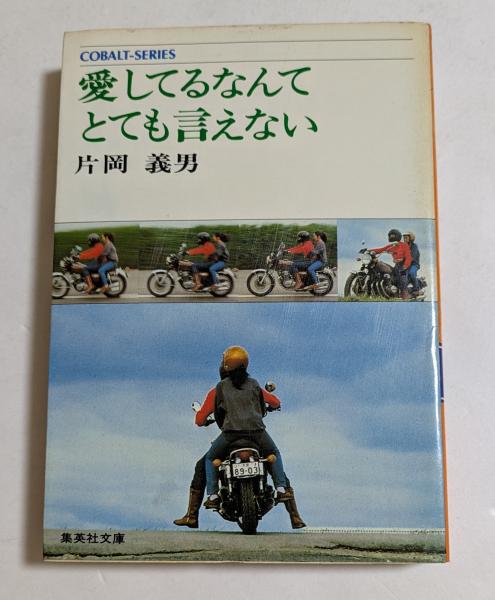 COBALT-SERIES
愛してるなんて
とても言えない
片岡 義男
89-03
集英社文庫